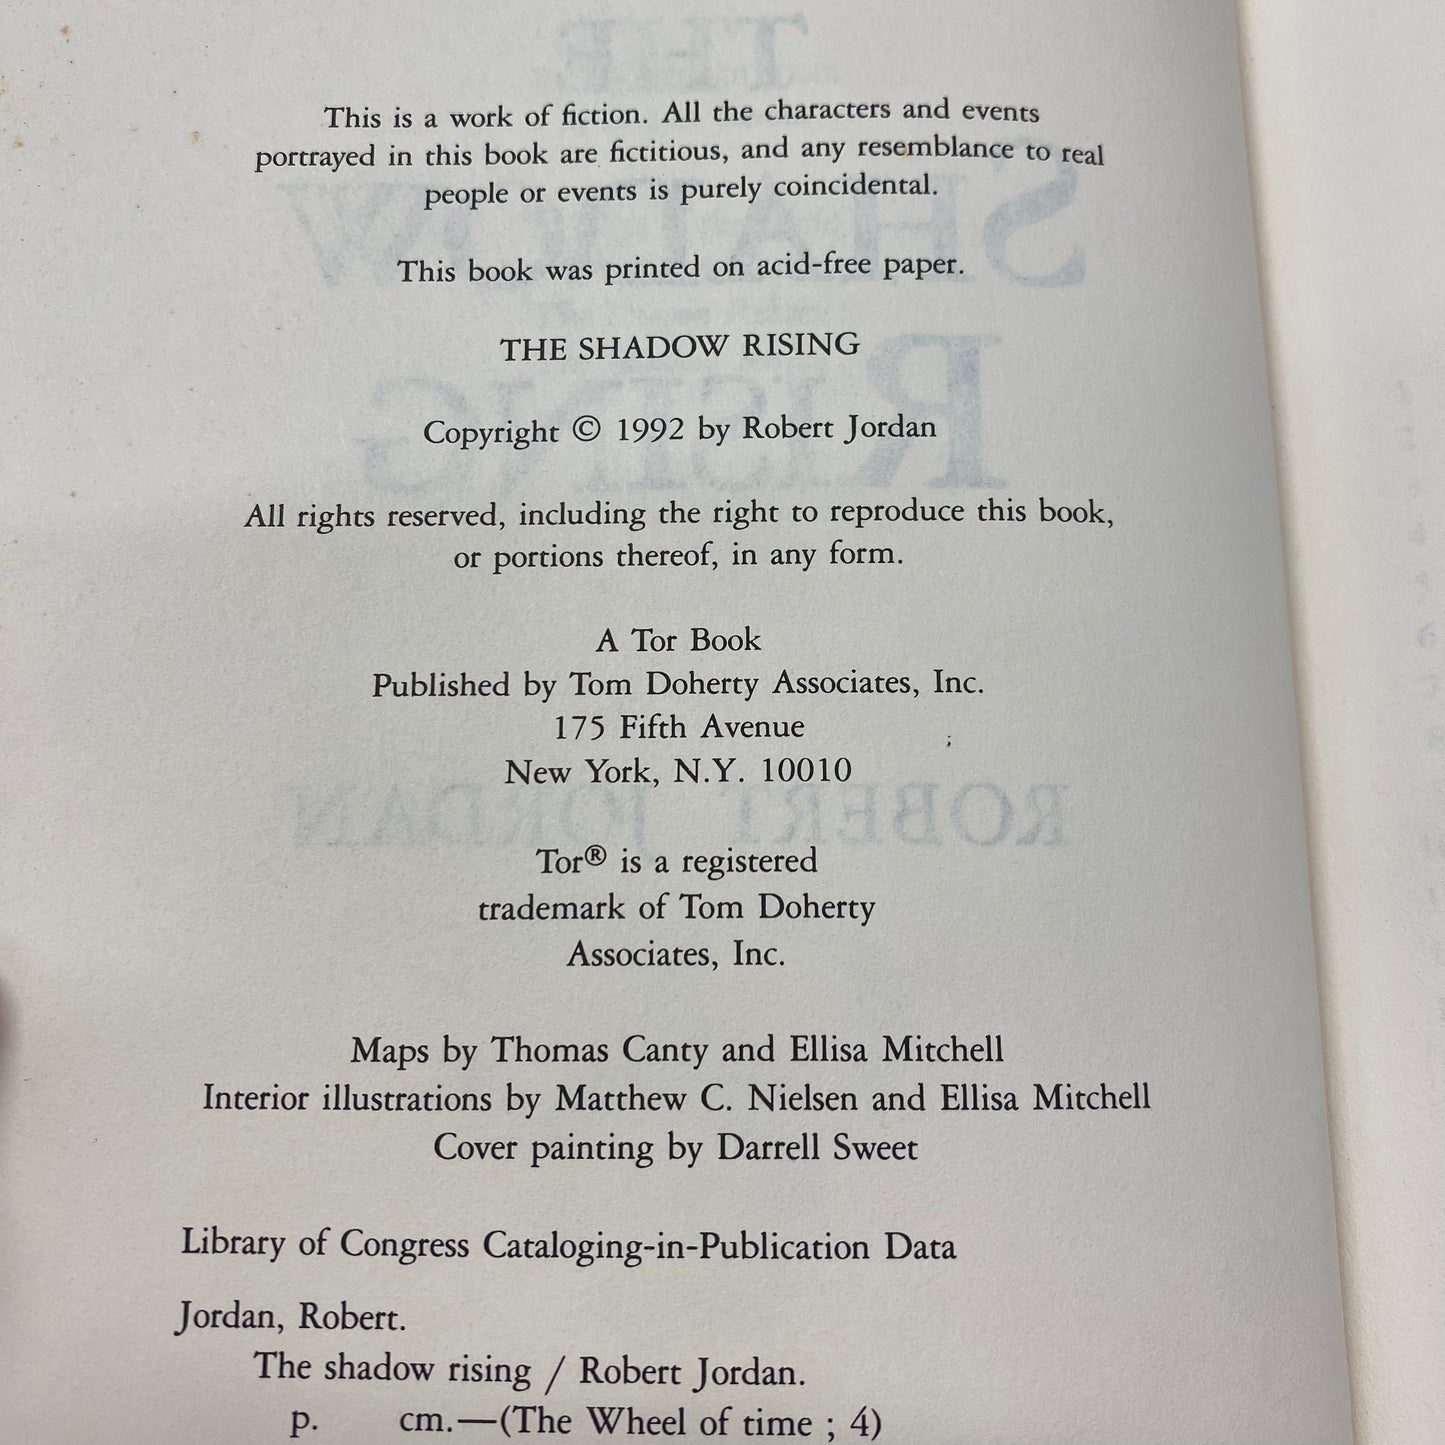 This is a work of fiction. All the characters and events
portrayed in this book are fictitious, and any resemblance to real
people or events is purely coincidental.
This book was printed on acid-free paper.
THE SHADOW RISING
Copyright © 1992 by Robert Jordan
All rights reserved, including the right to reproduce this book,
or portions thereof, in any form.
A Tor Book
Published by Tom Doherty Associates, Inc.
175 Fifth Avenue
New York, N.Y. 10010
Tor® is a registered
trademark of Tom Doherty
Associates, Inc.
Maps by Thomas Canty and Ellisa Mitchell
Interior illustrations by Matthew C. Nielsen and Ellisa Mitchell
Cover painting by Darrell Sweet
Library of Congress Cataloging-in-Publication Data
Jordan, Robert.
The shadow rising / Robert Jordan.
p. cm.—(The Wheel of time ; 4)